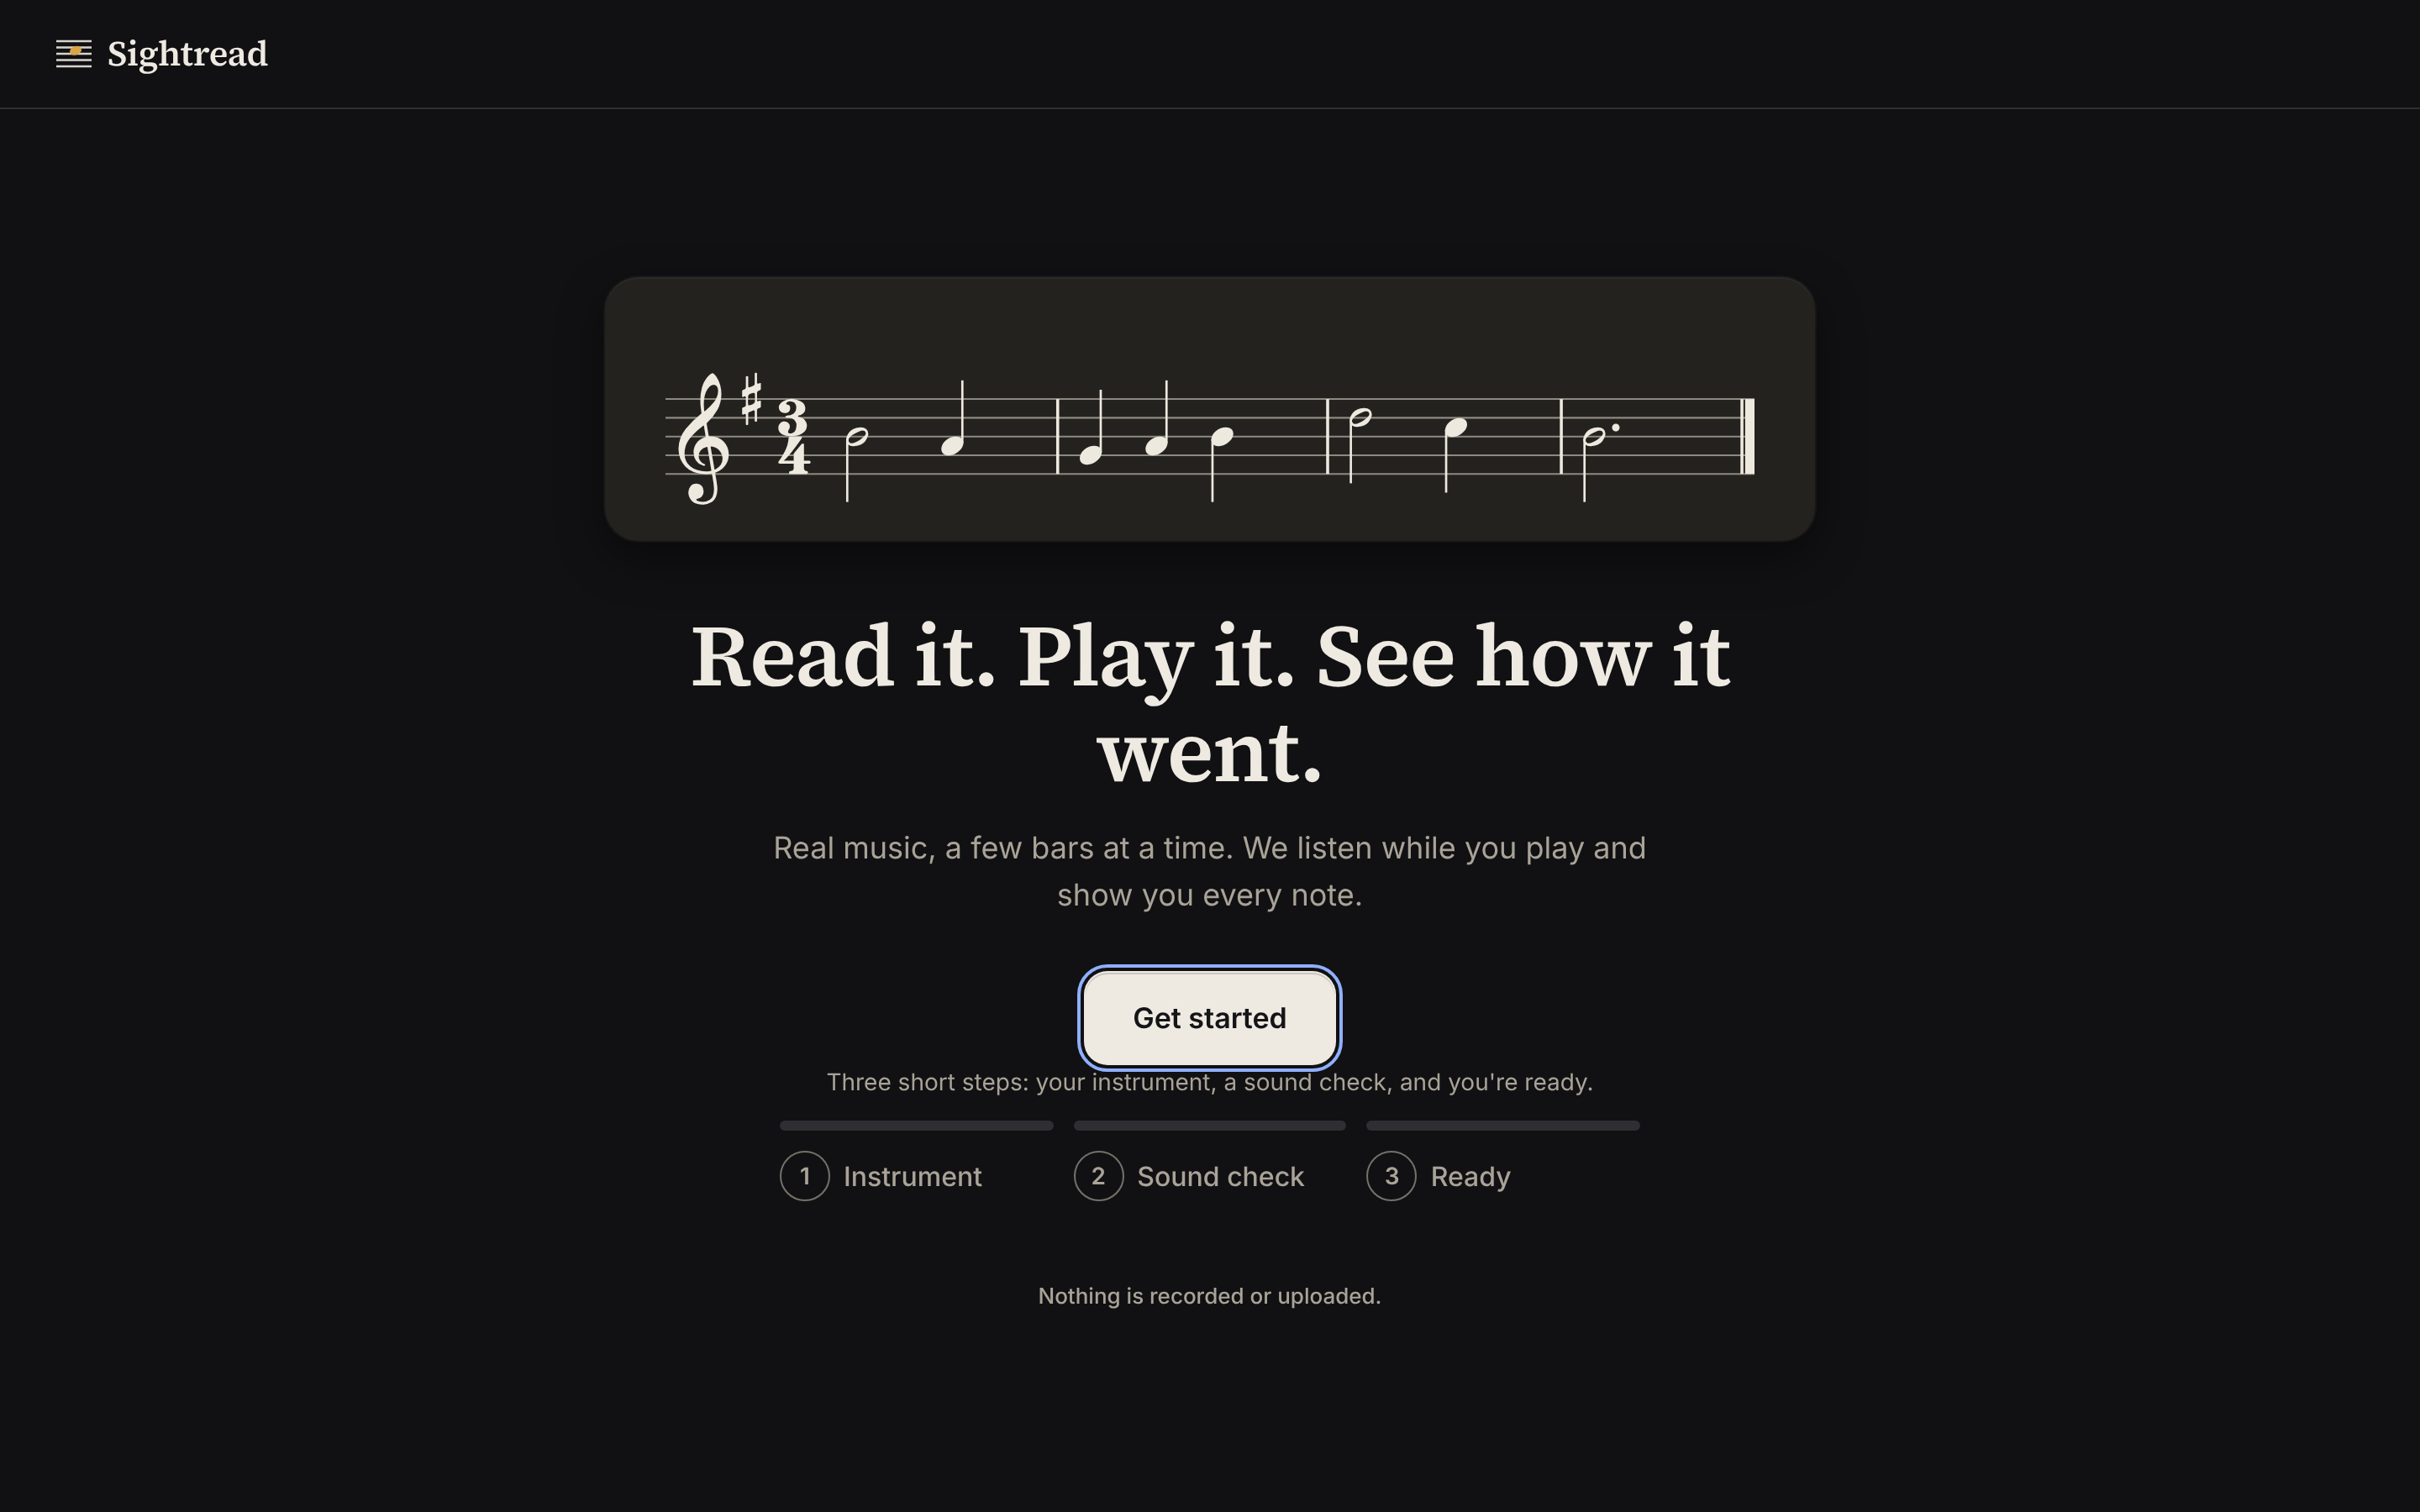 Sightread
3
4
Read it. Play it. See how it
went.
Real music, a few bars at a time. We listen while you play and
show you every note.
Get started
Three short steps: your instrument, a sound check, and you're ready.
1 Instrument
2 Sound check
3 Ready
Nothing is recorded or uploaded.